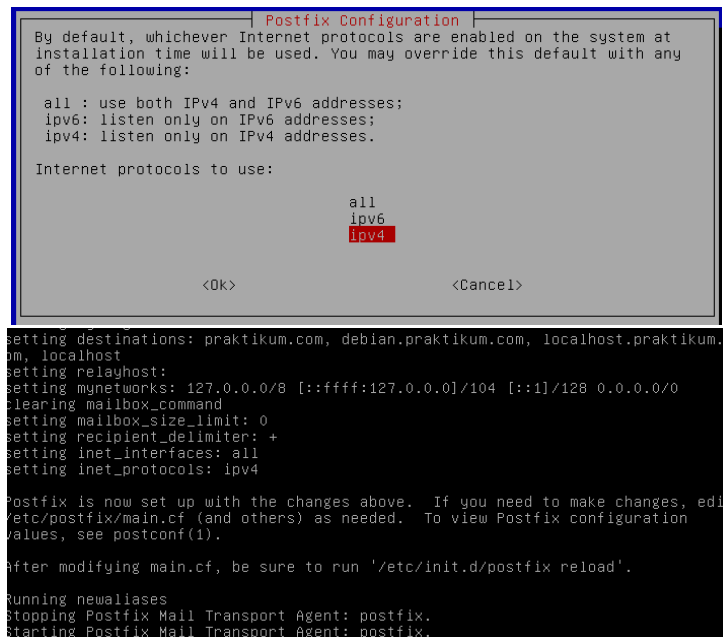 Postfix Configuration
By default, whichever Internet protocols are enabled on the system at
installation time will be used. You may override this default with any
of the following:
all : use both IPv4 and IPv6 addresses;
ipv6: listen only on IPv6 addresses;
ipv4: listen only on IPv4 addresses.
Internet protocols to use:
all
ipv6
ipv4
<Ok> <Cancel>
setting destinations: praktikum.com, debian.praktikum.com, localhost.praktikum.
om, localhost
setting relayhost:
setting mynetworks: 127.0.0.0/8 [::ffff:127.0.0.0]/104 [::1]/128 0.0.0.0/0
clearing mailbox_command
setting mailbox_size_limit: 0
setting recipient_delimiter: +
setting inet_interfaces: all
setting inet_protocols: ipv4
Postfix is now set up with the changes above.  If you need to make changes, edi
/etc/postfix/main.cf (and others) as needed.  To view Postfix configuration
values, see postconf(1).
After modifying main.cf, be sure to run '/etc/init.d/postfix reload'.
Running newaliases
Stopping Postfix Mail Transport Agent: postfix.
Starting Postfix Mail Transport Agent: postfix.